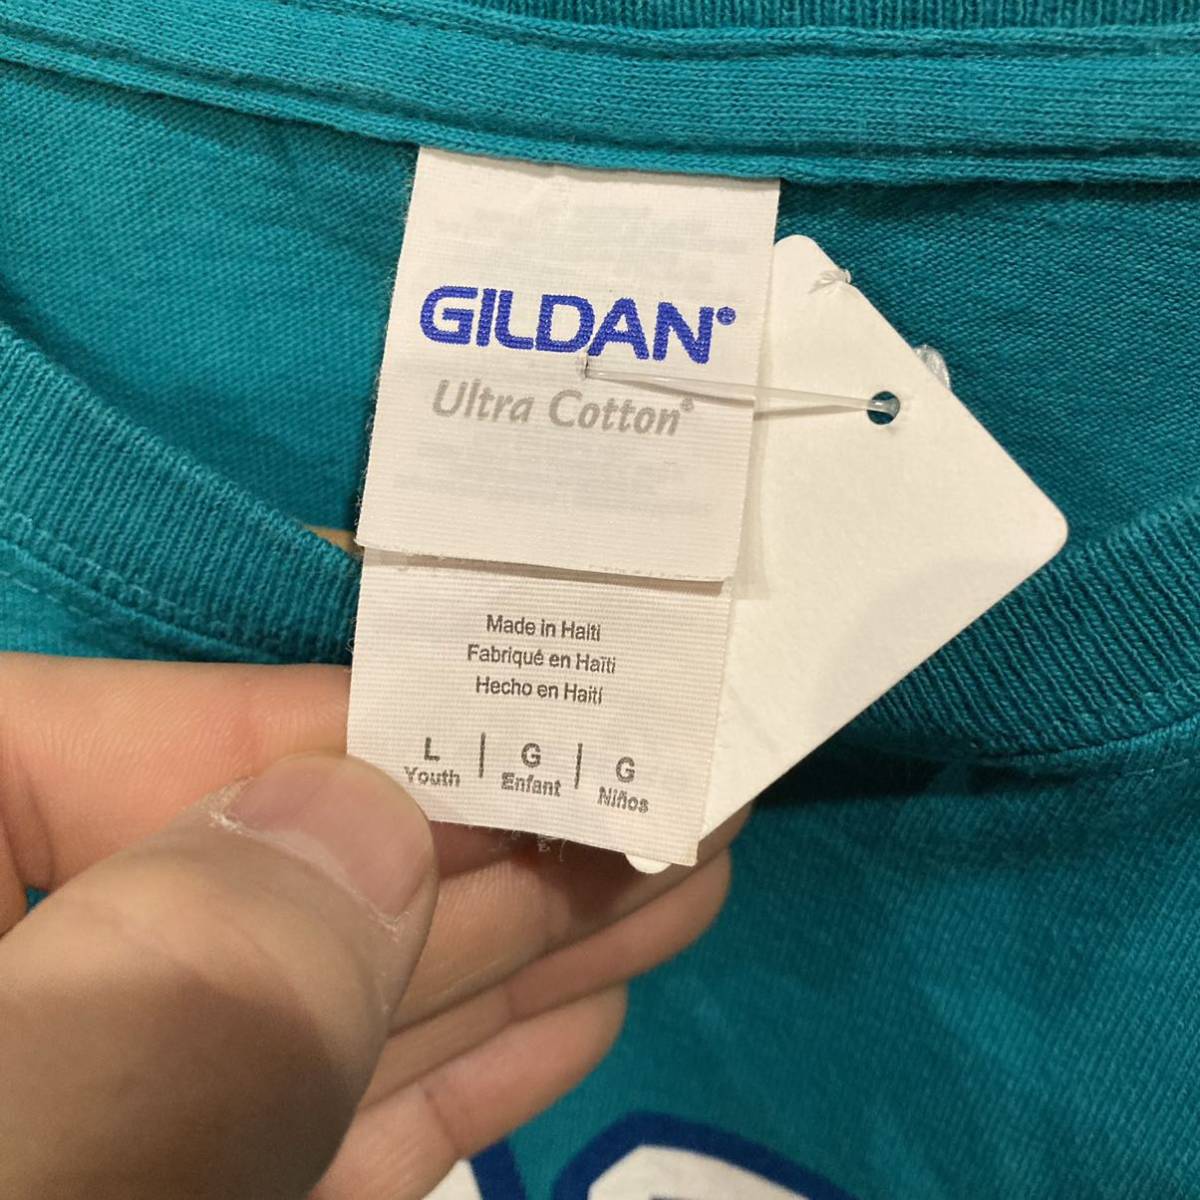 GILDAN®
Ultra Cotton®
Made in Haiti
Fabriqué en Haïti
Hecho en Haití
L | G | G
Youth Enfant Niños